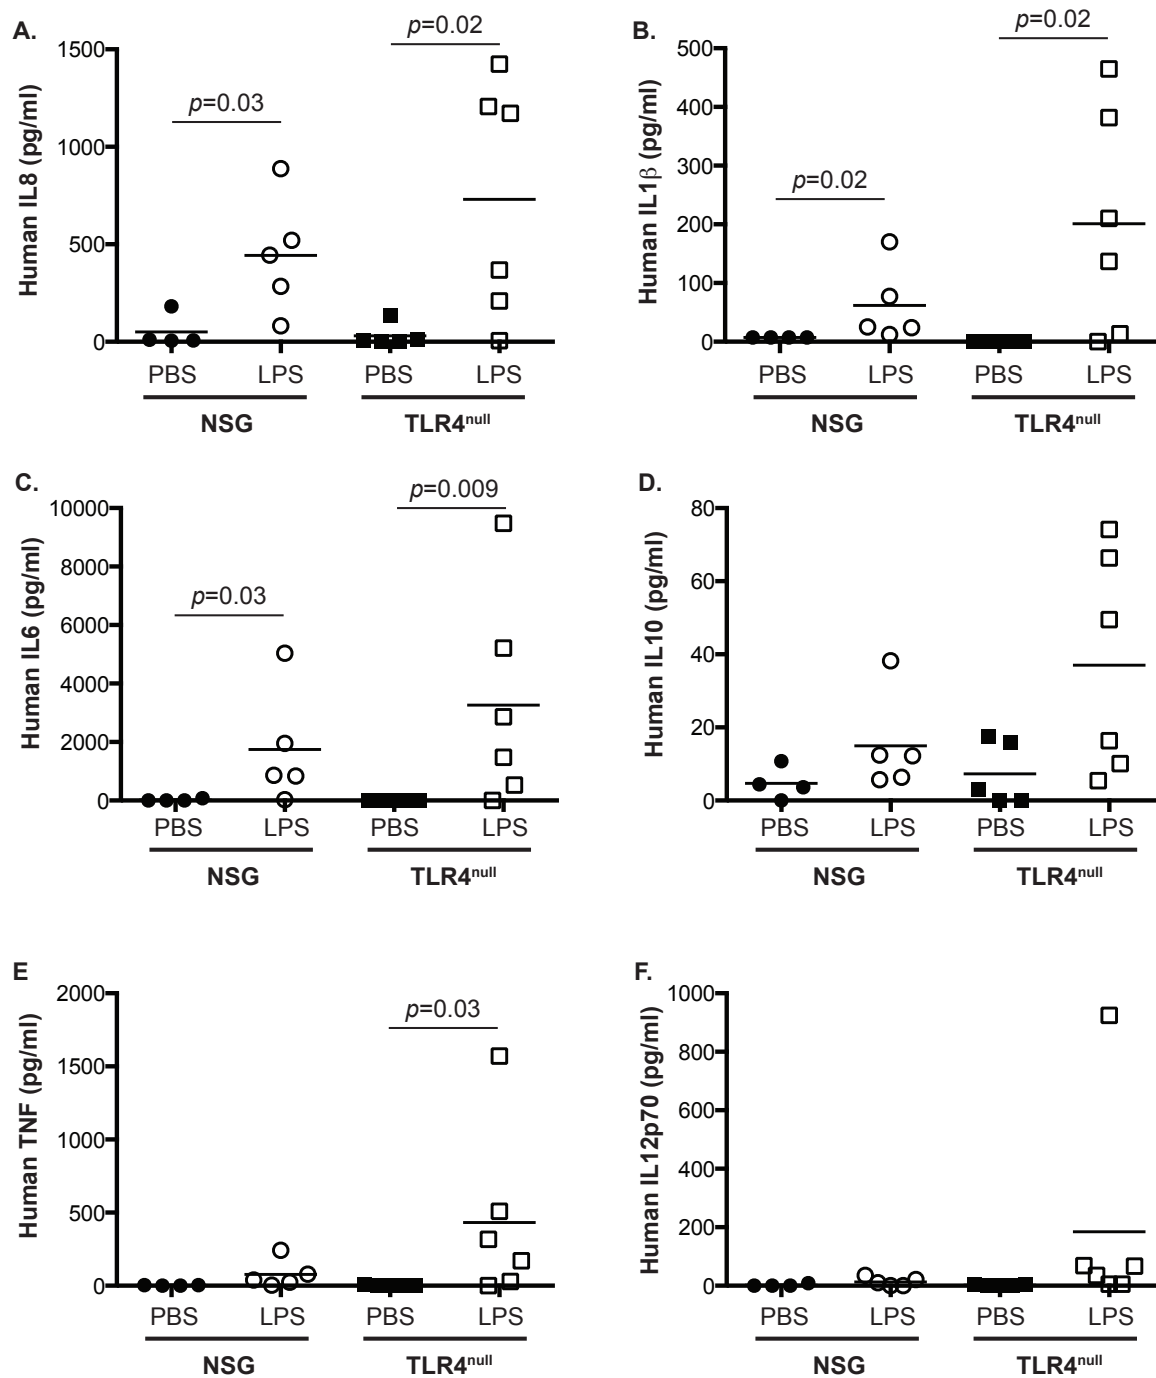 A.
p=0.02
p=0.03
Human IL8 (pg/ml)
1500
1000
500
0
PBS LPS PBS LPS
NSG TLR4null
B.
p=0.02
p=0.02
Human IL1β (pg/ml)
500
400
300
200
100
0
PBS LPS PBS LPS
NSG TLR4null
C.
p=0.009
p=0.03
Human IL6 (pg/ml)
10000
8000
6000
4000
2000
0
PBS LPS PBS LPS
NSG TLR4null
D.
Human IL10 (pg/ml)
80
60
40
20
0
PBS LPS PBS LPS
NSG TLR4null
E
p=0.03
Human TNF (pg/ml)
2000
1500
1000
500
0
PBS LPS PBS LPS
NSG TLR4null
F.
Human IL12p70 (pg/ml)
1000
800
600
400
200
0
PBS LPS PBS LPS
NSG TLR4null